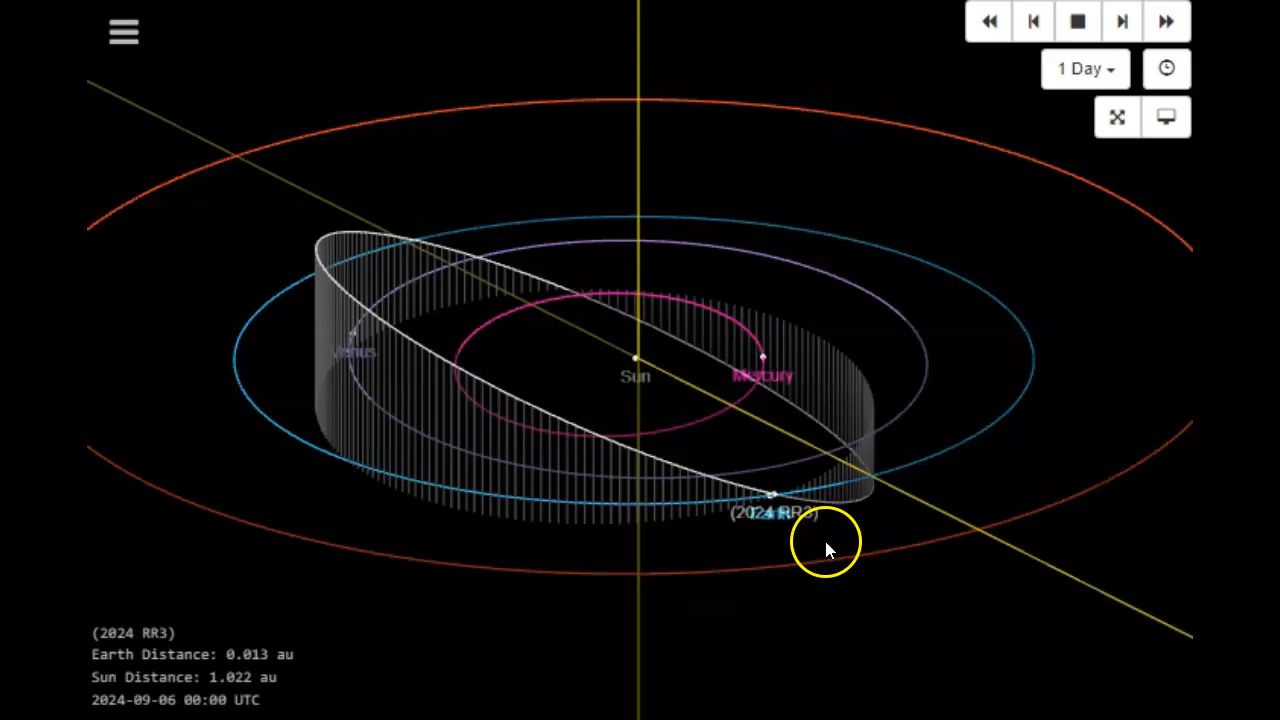 1 Day
Venus
Sun
Mercury
(2024 RR3)
(2024 RR3)
Earth Distance: 0.013 au
Sun Distance: 1.022 au
2024-09-06 00:00 UTC